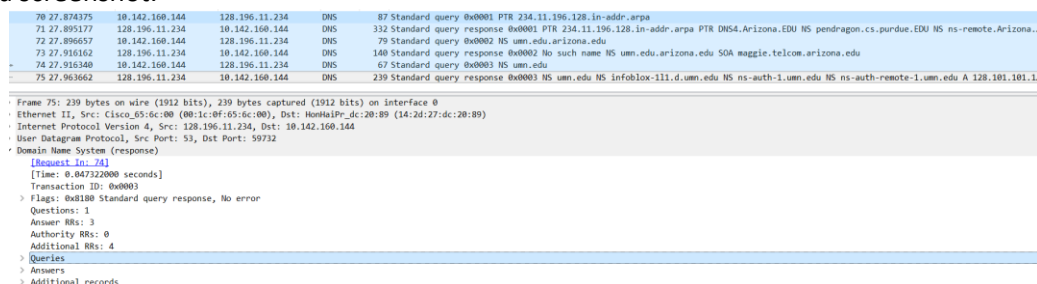 a screenshot.
70 27.874375 10.142.160.144 128.196.11.234 DNS 87 Standard query 0x0001 PTR 234.11.196.128.in-addr.arpa
71 27.895177 128.196.11.234 10.142.160.144 DNS 332 Standard query response 0x0001 PTR 234.11.196.128.in-addr.arpa PTR DNS4.Arizona.EDU NS pendragon.cs.purdue.EDU NS ns-remote.Arizona..
72 27.896657 10.142.160.144 128.196.11.234 DNS 79 Standard query 0x0002 NS umn.edu.arizona.edu
73 27.916162 128.196.11.234 10.142.160.144 DNS 140 Standard query response 0x0002 No such name NS umn.edu.arizona.edu SOA maggie.telcom.arizona.edu
74 27.916340 10.142.160.144 128.196.11.234 DNS 67 Standard query 0x0003 NS umn.edu
75 27.963662 128.196.11.234 10.142.160.144 DNS 239 Standard query response 0x0003 NS umn.edu NS infoblox-111.d.umn.edu NS ns-auth-1.umn.edu NS ns-auth-remote-1.umn.edu A 128.101.101.1
Frame 75: 239 bytes on wire (1912 bits), 239 bytes captured (1912 bits) on interface 0
Ethernet II, Src: Cisco_65:6c:00 (00:1c:0f:65:6c:00), Dst: HonHaiPr_dc:20:89 (14:2d:27:dc:20:89)
Internet Protocol Version 4, Src: 128.196.11.234, Dst: 10.142.160.144
User Datagram Protocol, Src Port: 53, Dst Port: 59732
Domain Name System (response)
[Request In: 74]
[Time: 0.047322000 seconds]
Transaction ID: 0x0003
> Flags: 0x8180 Standard query response, No error
Questions: 1
Answer RRs: 3
Authority RRs: 0
Additional RRs: 4
> Queries
> Answers
> Additional records